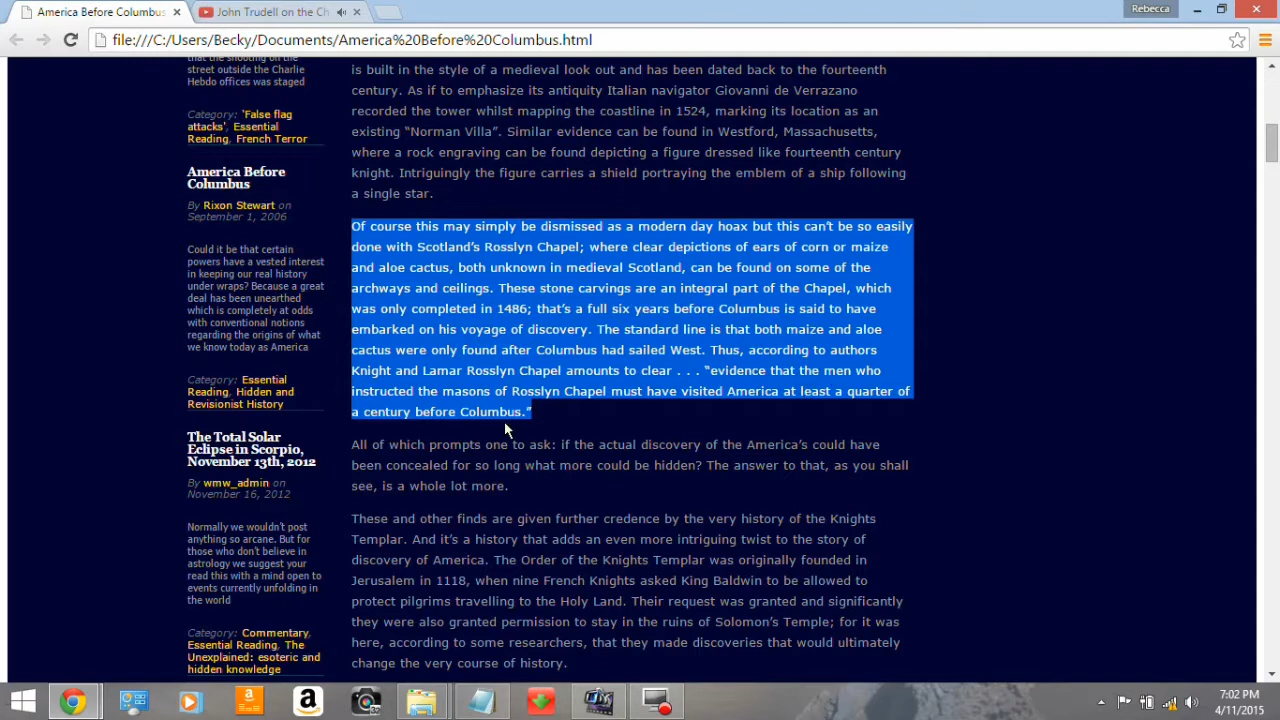 America Before Columbus
John Trudell on the Ch
Rebecca
file:///C:/Users/Becky/Documents/America%20Before%20Columbus.html
that the shooting on the
street outside the Charlie
Hebdo offices was staged
Category: 'False flag
attacks', Essential
Reading, French Terror
America Before
Columbus
By Rixon Stewart on
September 1, 2006
Could it be that certain
powers have a vested interest
in keeping our real history
under wraps? Because a great
deal has been unearthed
which is completely at odds
with conventional notions
regarding the origins of what
we know today as America
Category: Essential
Reading, Hidden and
Revisionist History
The Total Solar
Eclipse in Scorpio,
November 13th, 2012
By wmw_admin on
November 16, 2012
Normally we wouldn't post
anything so arcane. But for
those who don't believe in
astrology we suggest your
read this with a mind open to
events currently unfolding in
the world
Category: Commentary,
Essential Reading, The
Unexplained: esoteric and
hidden knowledge
is built in the style of a medieval look out and has been dated back to the fourteenth
century. As if to emphasize its antiquity Italian navigator Giovanni de Verrazano
recorded the tower whilst mapping the coastline in 1524, marking its location as an
existing “Norman Villa”. Similar evidence can be found in Westford, Massachusetts,
where a rock engraving can be found depicting a figure dressed like fourteenth century
knight. Intriguingly the figure carries a shield portraying the emblem of a ship following
a single star.
Of course this may simply be dismissed as a modern day hoax but this can’t be so easily
done with Scotland’s Rosslyn Chapel; where clear depictions of ears of corn or maize
and aloe cactus, both unknown in medieval Scotland, can be found on some of the
archways and ceilings. These stone carvings are an integral part of the Chapel, which
was only completed in 1486; that’s a full six years before Columbus is said to have
embarked on his voyage of discovery. The standard line is that both maize and aloe
cactus were only found after Columbus had sailed West. Thus, according to authors
Knight and Lamar Rosslyn Chapel amounts to clear . . . “evidence that the men who
instructed the masons of Rosslyn Chapel must have visited America at least a quarter of
a century before Columbus.”
All of which prompts one to ask: if the actual discovery of the America’s could have
been concealed for so long what more could be hidden? The answer to that, as you shall
see, is a whole lot more.
These and other finds are given further credence by the very history of the Knights
Templar. And it’s a history that adds an even more intriguing twist to the story of
discovery of America. The Order of the Knights Templar was originally founded in
Jerusalem in 1118, when nine French Knights asked King Baldwin to be allowed to
protect pilgrims travelling to the Holy Land. Their request was granted and significantly
they were also granted permission to stay in the ruins of Solomon’s Temple; for it was
here, according to some researchers, that they made discoveries that would ultimately
change the very course of history.
7:02 PM
4/11/2015